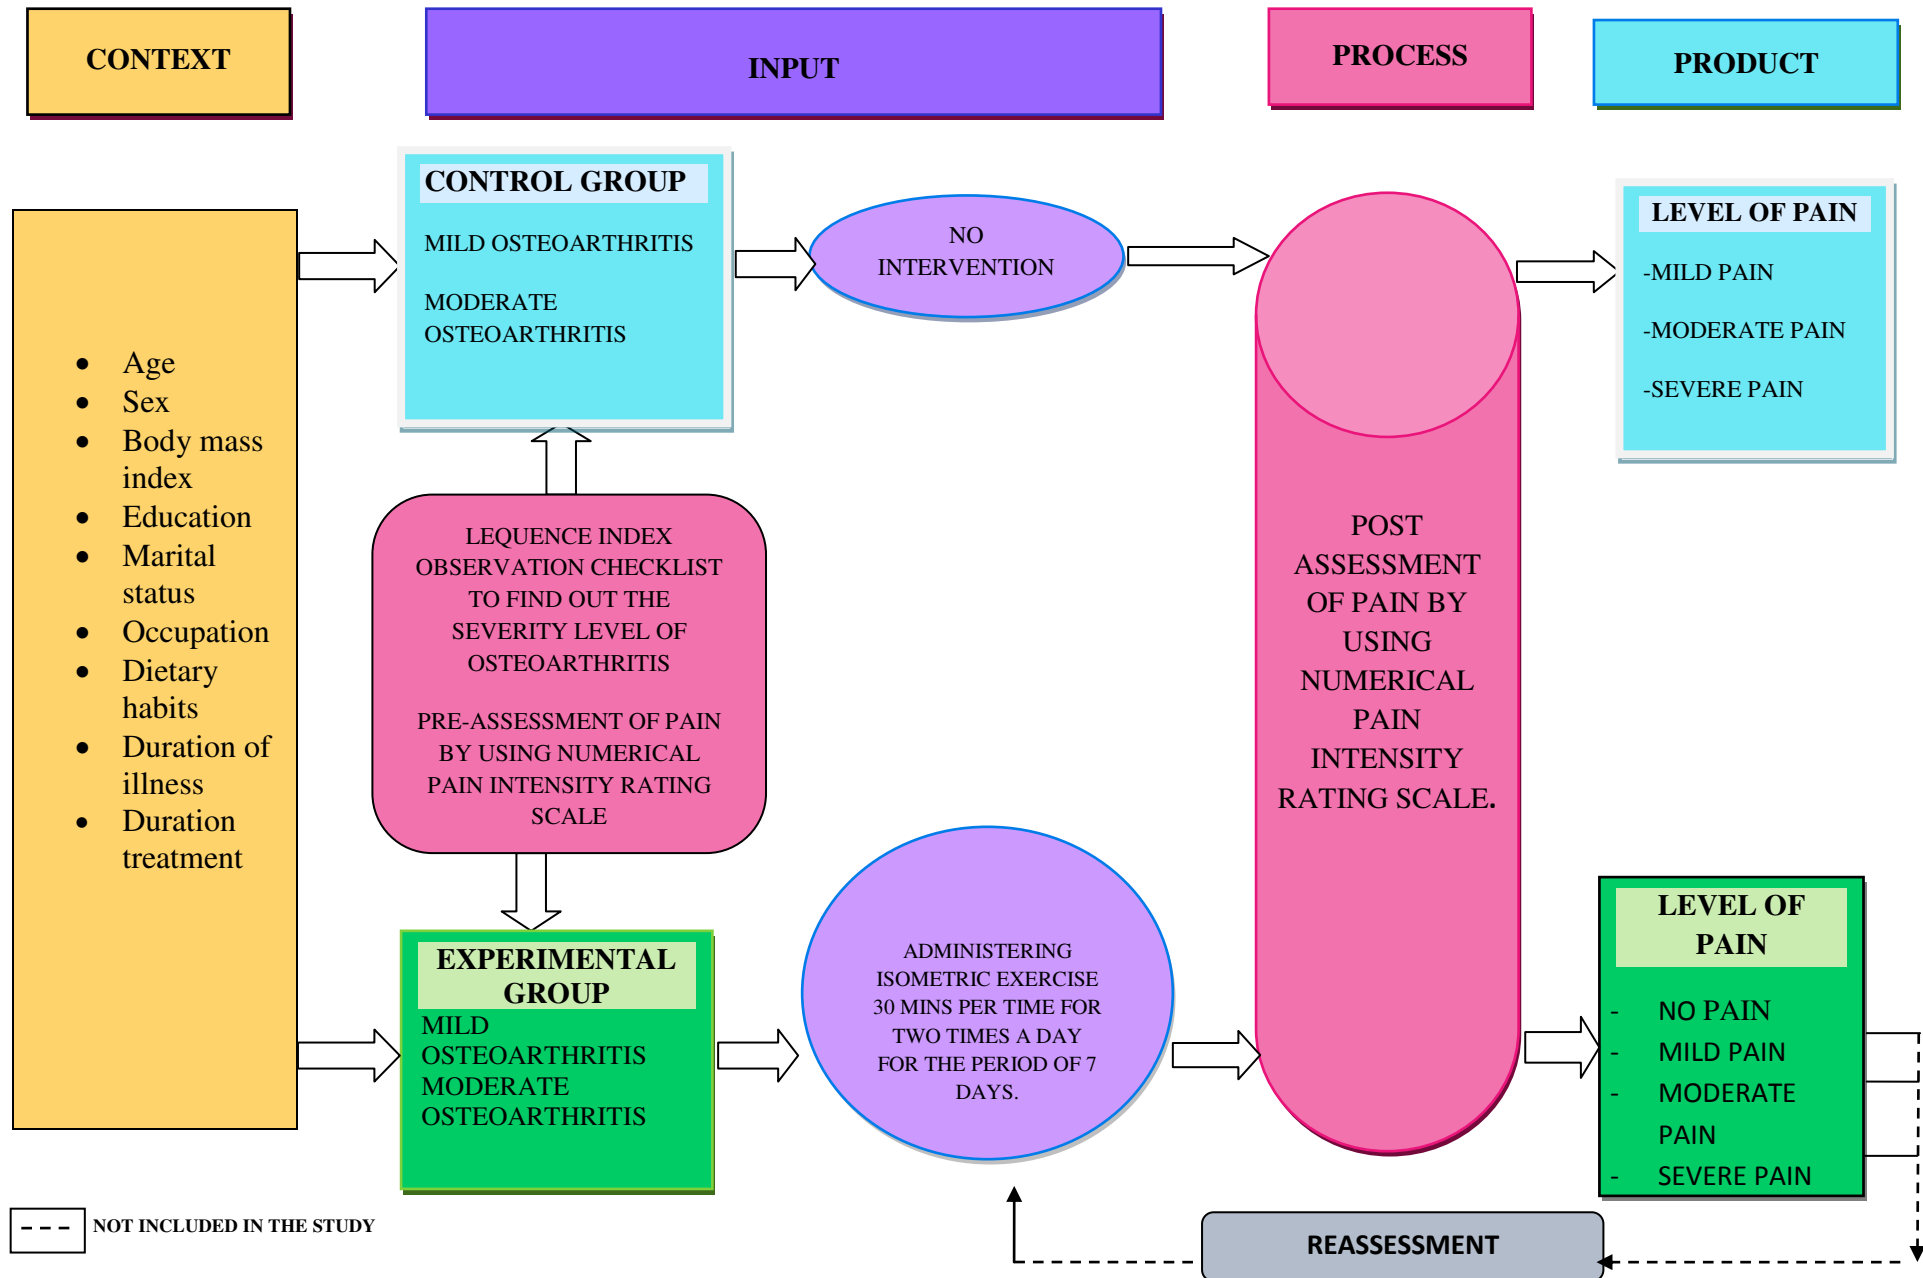 CONTEXT
INPUT
PROCESS
PRODUCT
• Age
• Sex
• Body mass
index
• Education
• Marital
status
• Occupation
• Dietary
habits
• Duration of
illness
• Duration
treatment
CONTROL GROUP
MILD OSTEOARTHRITIS
MODERATE
OSTEOARTHRITIS
NO
INTERVENTION
LEQUENCE INDEX
OBSERVATION CHECKLIST
TO FIND OUT THE
SEVERITY LEVEL OF
OSTEOARTHRITIS
PRE-ASSESSMENT OF PAIN
BY USING NUMERICAL
PAIN INTENSITY RATING
SCALE
EXPERIMENTAL
GROUP
MILD
OSTEOARTHRITIS
MODERATE
OSTEOARTHRITIS
ADMINISTERING
ISOMETRIC EXERCISE
30 MINS PER TIME FOR
TWO TIMES A DAY
FOR THE PERIOD OF 7
DAYS.
POST
ASSESSMENT
OF PAIN BY
USING
NUMERICAL
PAIN
INTENSITY
RATING SCALE.
LEVEL OF PAIN
-MILD PAIN
-MODERATE PAIN
-SEVERE PAIN
LEVEL OF
PAIN
- NO PAIN
- MILD PAIN
- MODERATE
PAIN
- SEVERE PAIN
NOT INCLUDED IN THE STUDY
REASSESSMENT